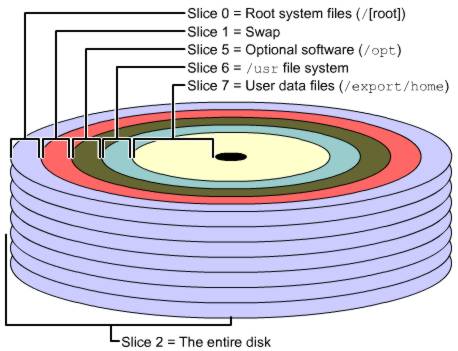 Slice 0 = Root system files (/[root])
Slice 1 = Swap
Slice 5 = Optional software (/opt)
Slice 6 = /usr file system
Slice 7 = User data files (/export/home)
Slice 2 = The entire disk